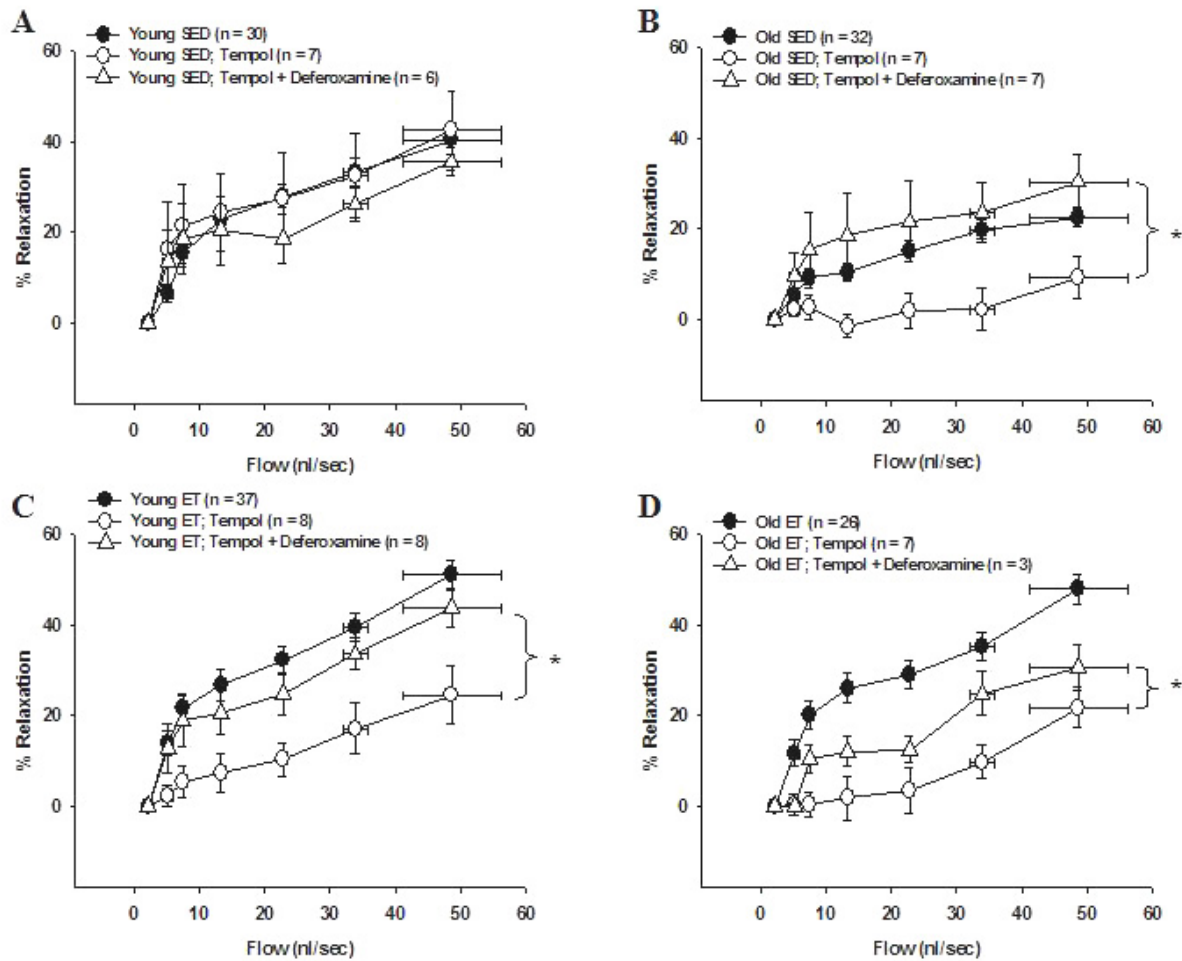 A
Young SED (n = 30)
Young SED; Tempol (n = 7)
Young SED; Tempol + Deferoxamine (n = 6)
60
40
20
0
% Relaxation
0 10 20 30 40 50 60
Flow (nl/sec)
B
Old SED (n = 32)
Old SED; Tempol (n = 7)
Old SED; Tempol + Deferoxamine (n = 7)
60
40
20
0
% Relaxation
*
0 10 20 30 40 50 60
Flow (nl/sec)
C
Young ET (n = 37)
Young ET; Tempol (n = 8)
Young ET; Tempol + Deferoxamine (n = 8)
60
40
20
0
% Relaxation
*
0 10 20 30 40 50 60
Flow (nl/sec)
D
Old ET (n = 26)
Old ET; Tempol (n = 7)
Old ET; Tempol + Deferoxamine (n = 3)
60
40
20
0
% Relaxation
*
0 10 20 30 40 50 60
Flow (nl/sec)